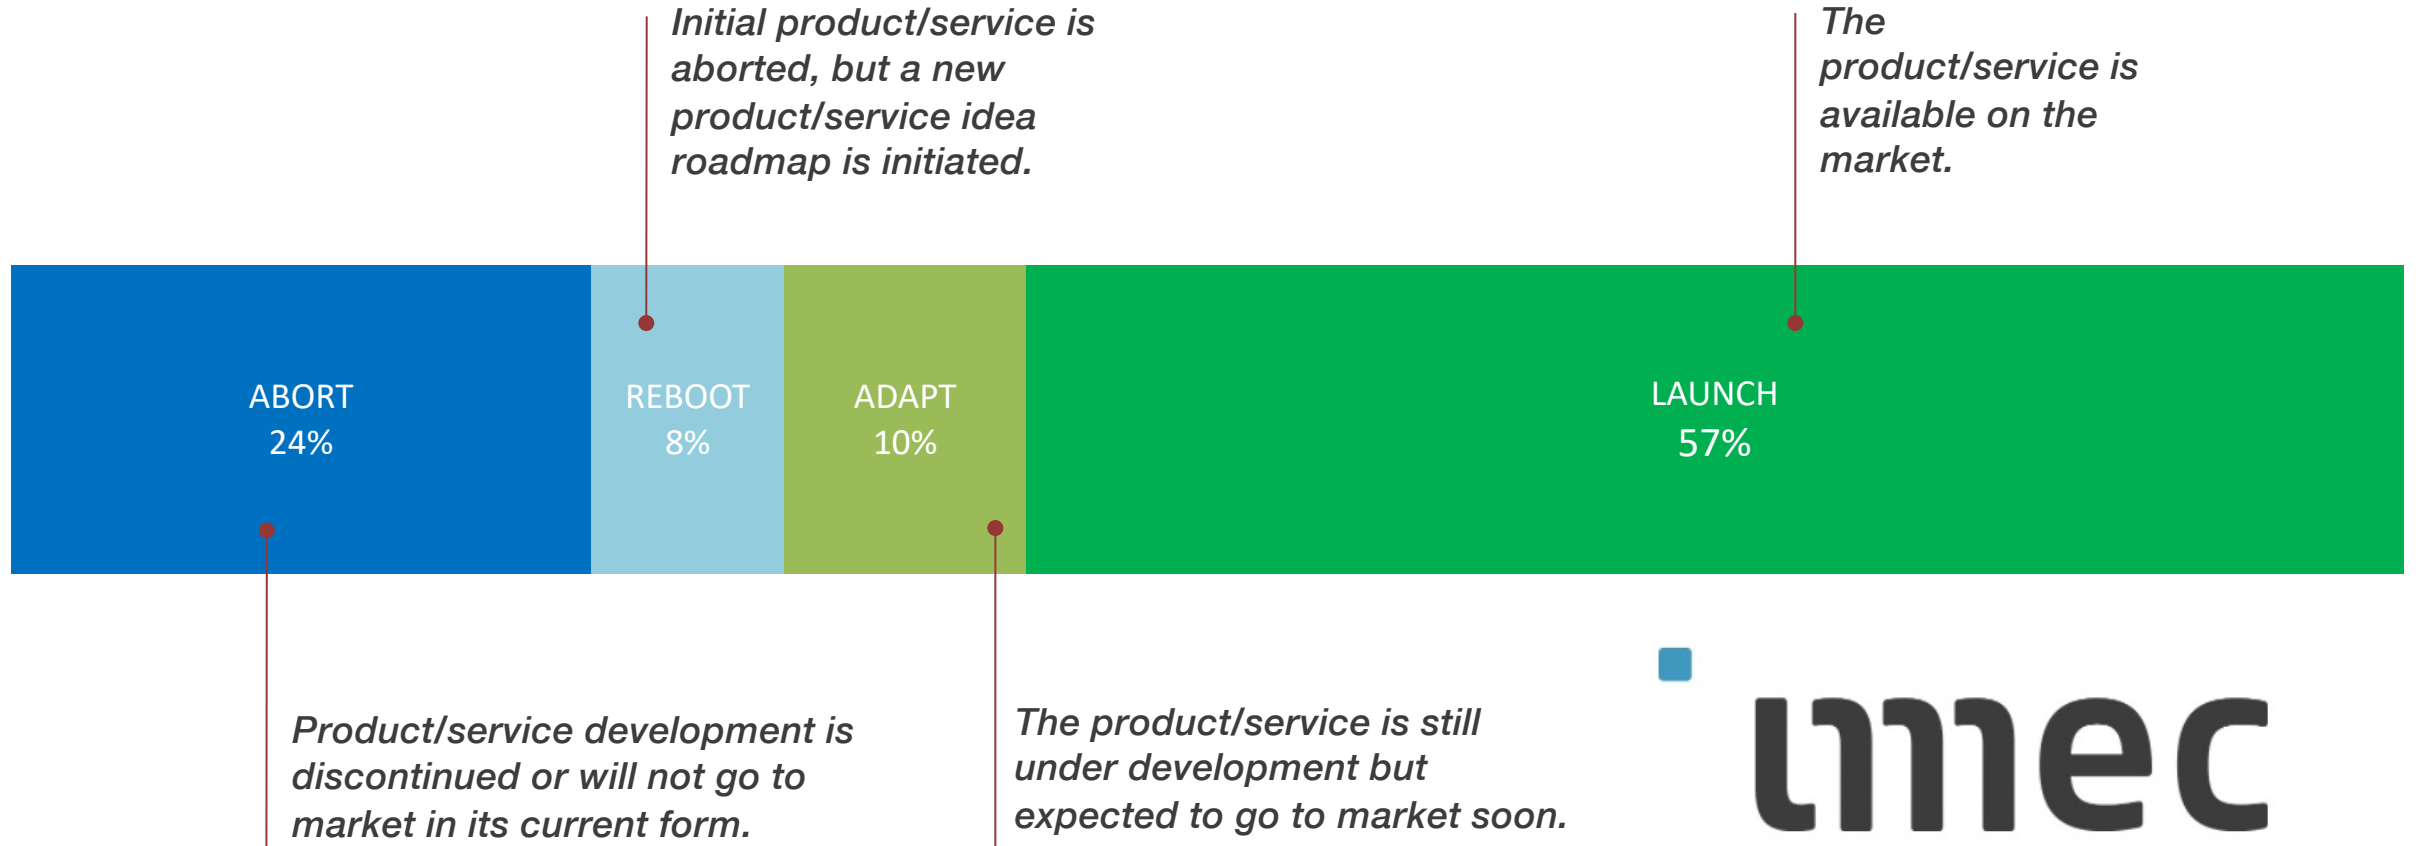 Initial product/service is
aborted, but a new
product/service idea
roadmap is initiated.
The
product/service is
available on the
market.
ABORT
24%
REBOOT
8%
ADAPT
10%
LAUNCH
57%
Product/service development is
discontinued or will not go to
market in its current form.
The product/service is still
under development but
expected to go to market soon.
imec